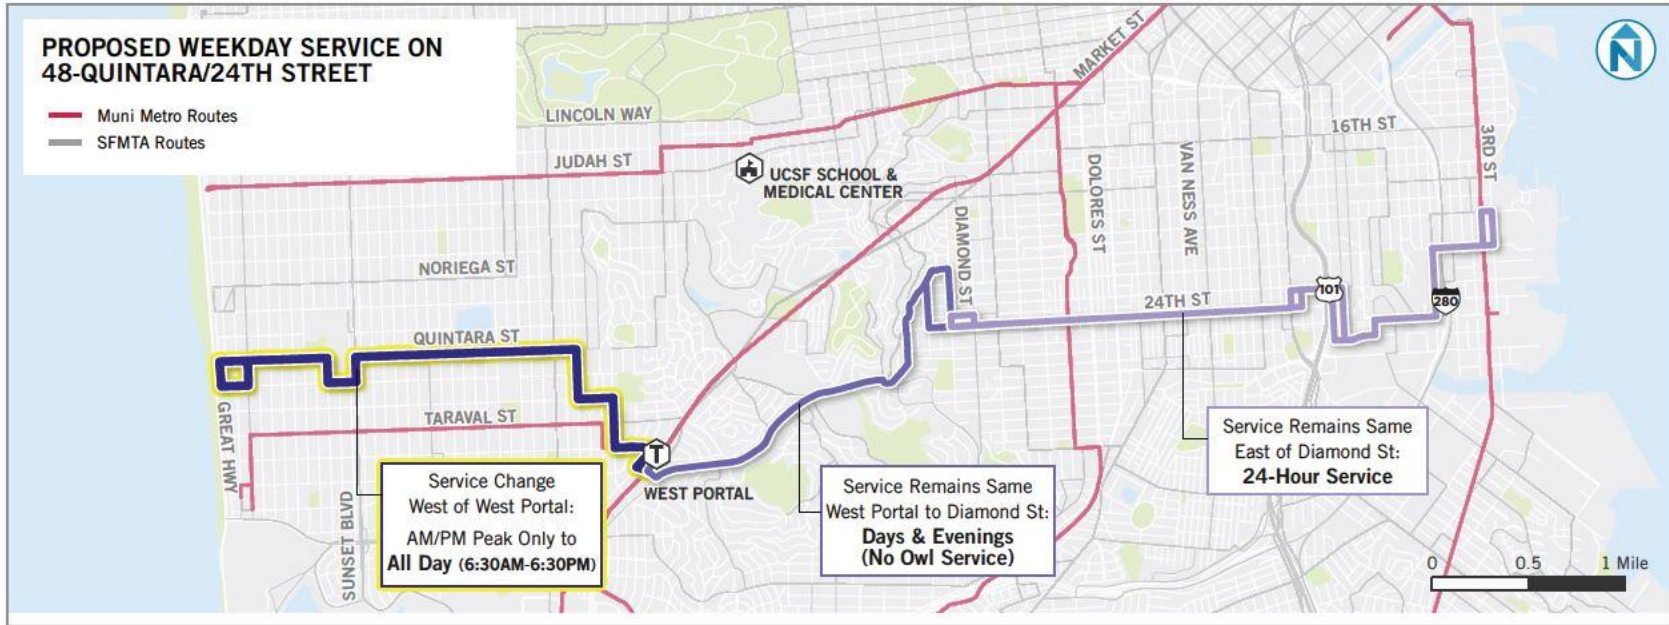 PROPOSED WEEKDAY SERVICE ON
48-QUINTARA/24TH STREET
Muni Metro Routes
SFMTA Routes
N
MARKET ST
LINCOLN WAY
JUDAH ST
UCSF SCHOOL &
MEDICAL CENTER
16TH ST
3RD ST
DOLORES ST
VAN NESS AVE
DIAMOND ST
NORIEGA ST
24TH ST
101
280
QUINTARA ST
TARAVAL ST
GREAT HWY
SUNSET BLVD
T
WEST PORTAL
Service Change
West of West Portal:
AM/PM Peak Only to
All Day (6:30AM-6:30PM)
Service Remains Same
West Portal to Diamond St:
Days & Evenings
(No Owl Service)
Service Remains Same
East of Diamond St:
24-Hour Service
0 0.5 1 Mile